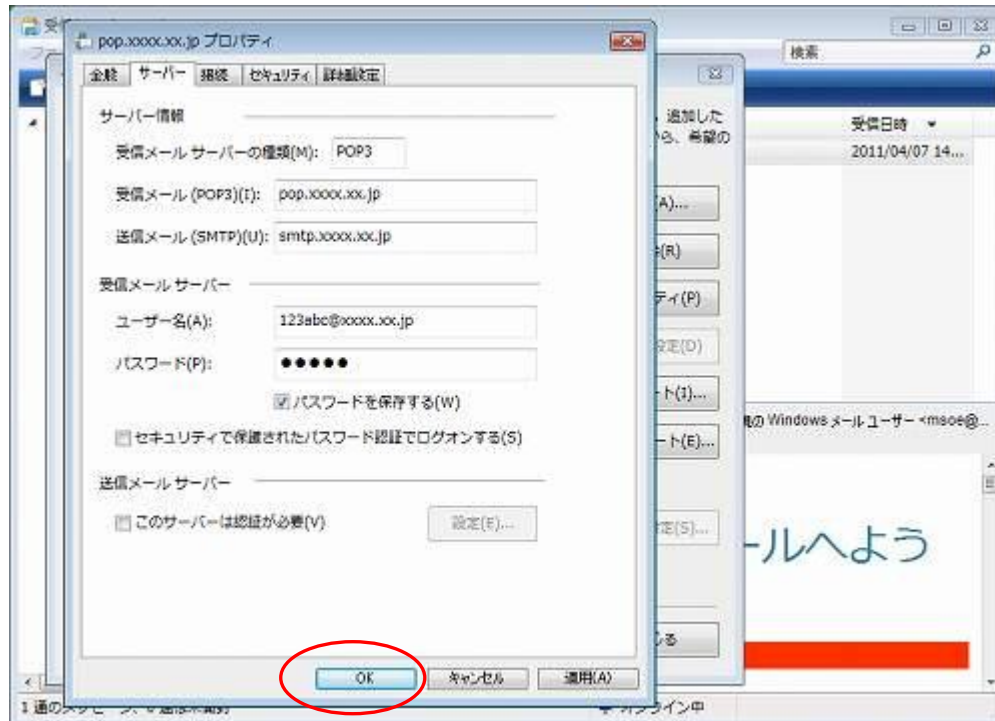 受信
pop.xxxx.xx.jp プロパティ
検索
全般 サーバー 接続 セキュリティ 詳細設定
サーバー情報
受信メール サーバーの種類(M): POP3
受信メール (POP3)(I): pop.xxxx.xx.jp
送信メール (SMTP)(U): smtp.xxxx.xx.jp
受信メール サーバー
ユーザー名(A): 123abc@xxxx.xx.jp
パスワード(P): ●●●●●
パスワードを保存する(W)
セキュリティで保護されたパスワード認証でログオンする(S)
送信メール サーバー
このサーバーは認証が必要(V) 設定(E)...
OK キャンセル 適用(A)
、追加した
から、希望の
(A)...
(R)
ティ(P)
設定(D)
ート(I)...
ート(E)...
定(S)...
じる
受信日時
2011/04/07 14...
の Windows メール ユーザー <msoe@...
ールへよう
1 通のメッセージ、0 通は未開封
オンライン中